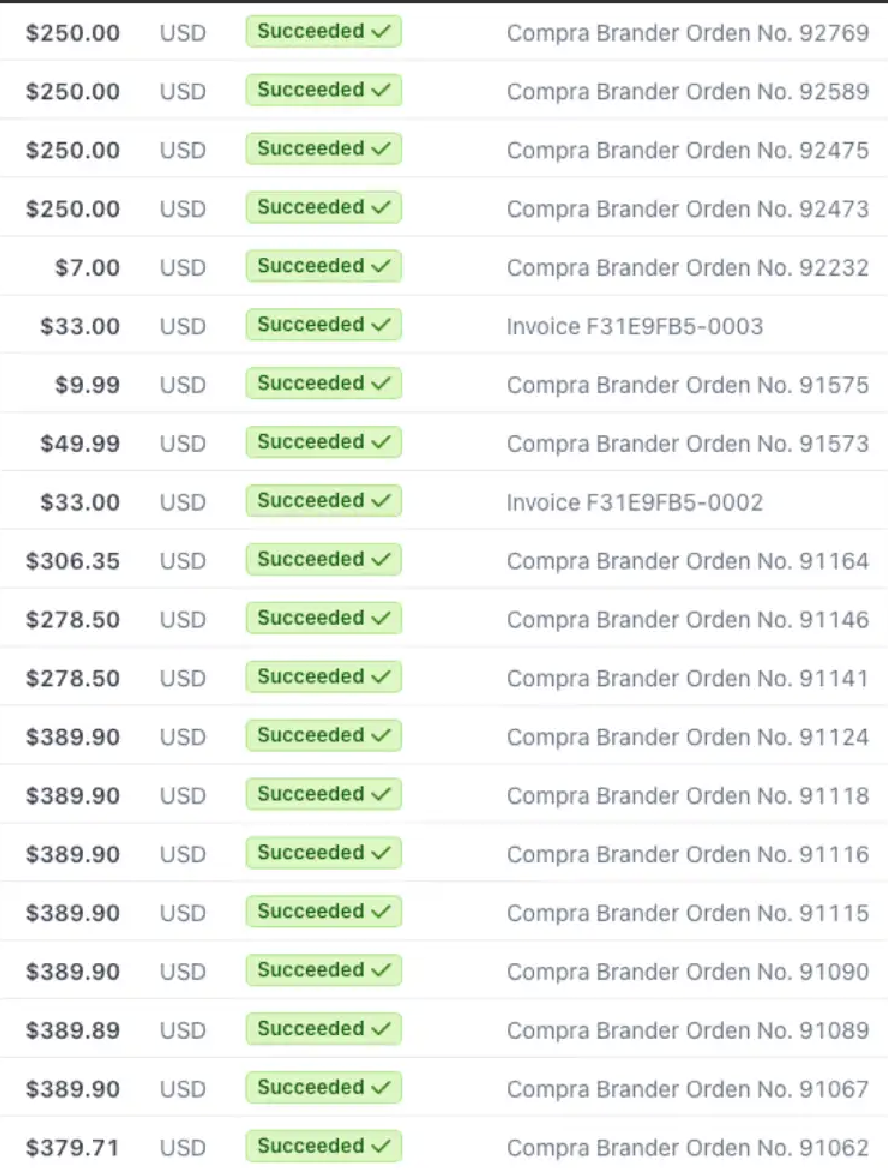 $250.00 USD Succeeded ✓ Compra Brander Orden No. 92769
$250.00 USD Succeeded ✓ Compra Brander Orden No. 92589
$250.00 USD Succeeded ✓ Compra Brander Orden No. 92475
$250.00 USD Succeeded ✓ Compra Brander Orden No. 92473
$7.00 USD Succeeded ✓ Compra Brander Orden No. 92232
$33.00 USD Succeeded ✓ Invoice F31E9FB5-0003
$9.99 USD Succeeded ✓ Compra Brander Orden No. 91575
$49.99 USD Succeeded ✓ Compra Brander Orden No. 91573
$33.00 USD Succeeded ✓ Invoice F31E9FB5-0002
$306.35 USD Succeeded ✓ Compra Brander Orden No. 91164
$278.50 USD Succeeded ✓ Compra Brander Orden No. 91146
$278.50 USD Succeeded ✓ Compra Brander Orden No. 91141
$389.90 USD Succeeded ✓ Compra Brander Orden No. 91124
$389.90 USD Succeeded ✓ Compra Brander Orden No. 91118
$389.90 USD Succeeded ✓ Compra Brander Orden No. 91116
$389.90 USD Succeeded ✓ Compra Brander Orden No. 91115
$389.90 USD Succeeded ✓ Compra Brander Orden No. 91090
$389.89 USD Succeeded ✓ Compra Brander Orden No. 91089
$389.90 USD Succeeded ✓ Compra Brander Orden No. 91067
$379.71 USD Succeeded ✓ Compra Brander Orden No. 91062